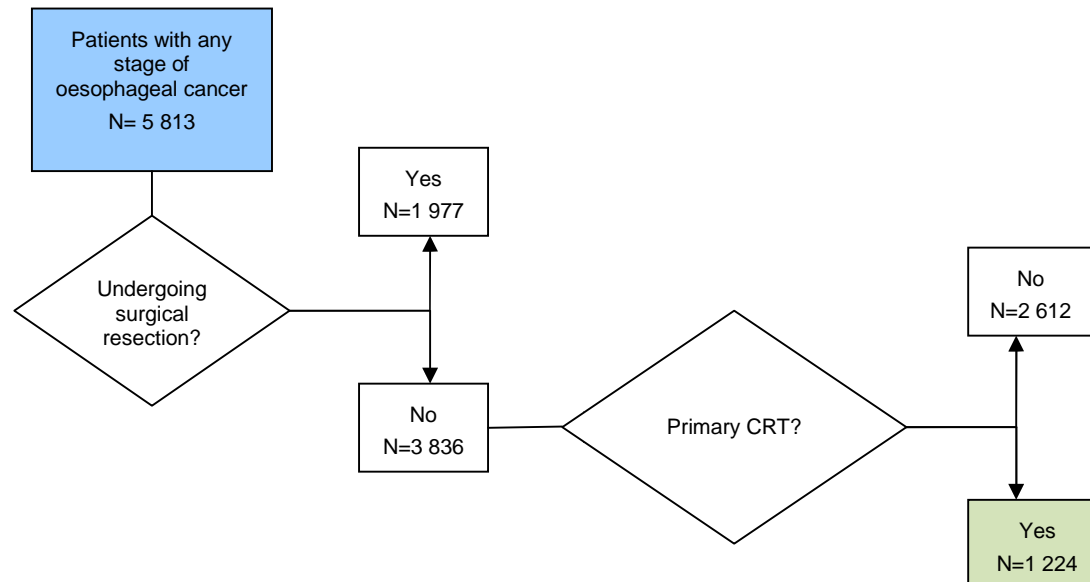 Patients with any
stage of
oesophageal cancer
N= 5 813
Undergoing
surgical
resection?
Yes
N=1 977
No
N=3 836
Primary CRT?
No
N=2 612
Yes
N=1 224